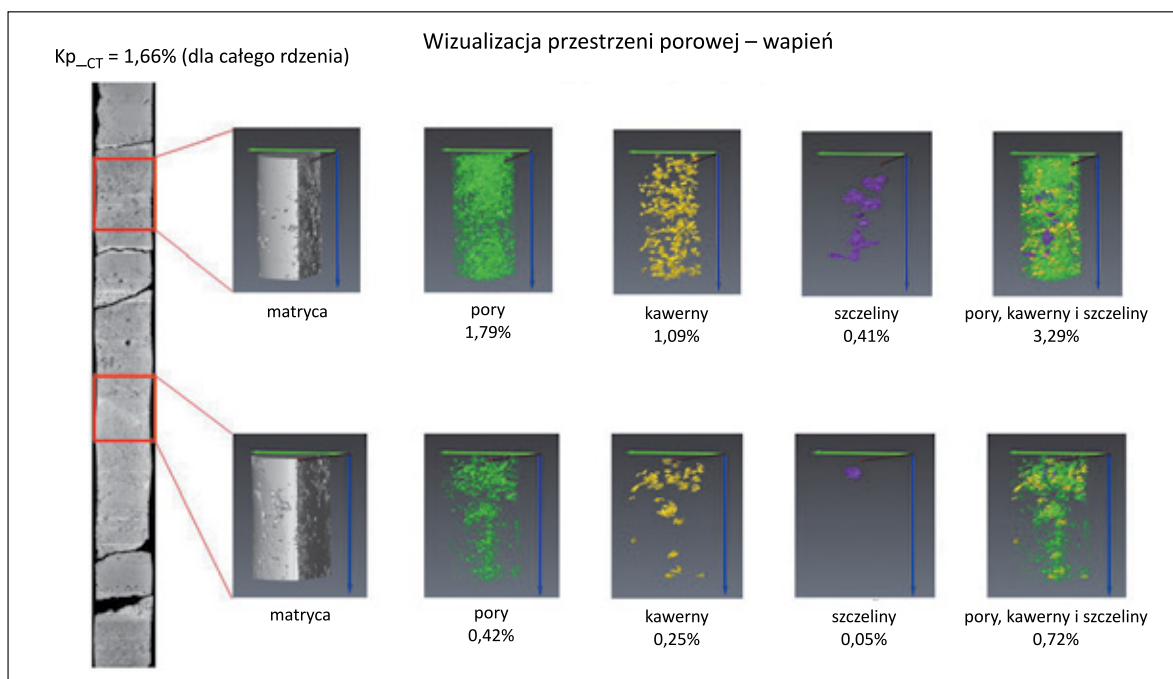 Wizualizacja przestrzeni porowej – wapień
Kp_CT = 1,66% (dla całego rdzenia)
matryca
pory
1,79%
kawerny
1,09%
szczeliny
0,41%
pory, kawerny i szczeliny
3,29%
matryca
pory
0,42%
kawerny
0,25%
szczeliny
0,05%
pory, kawerny i szczeliny
0,72%